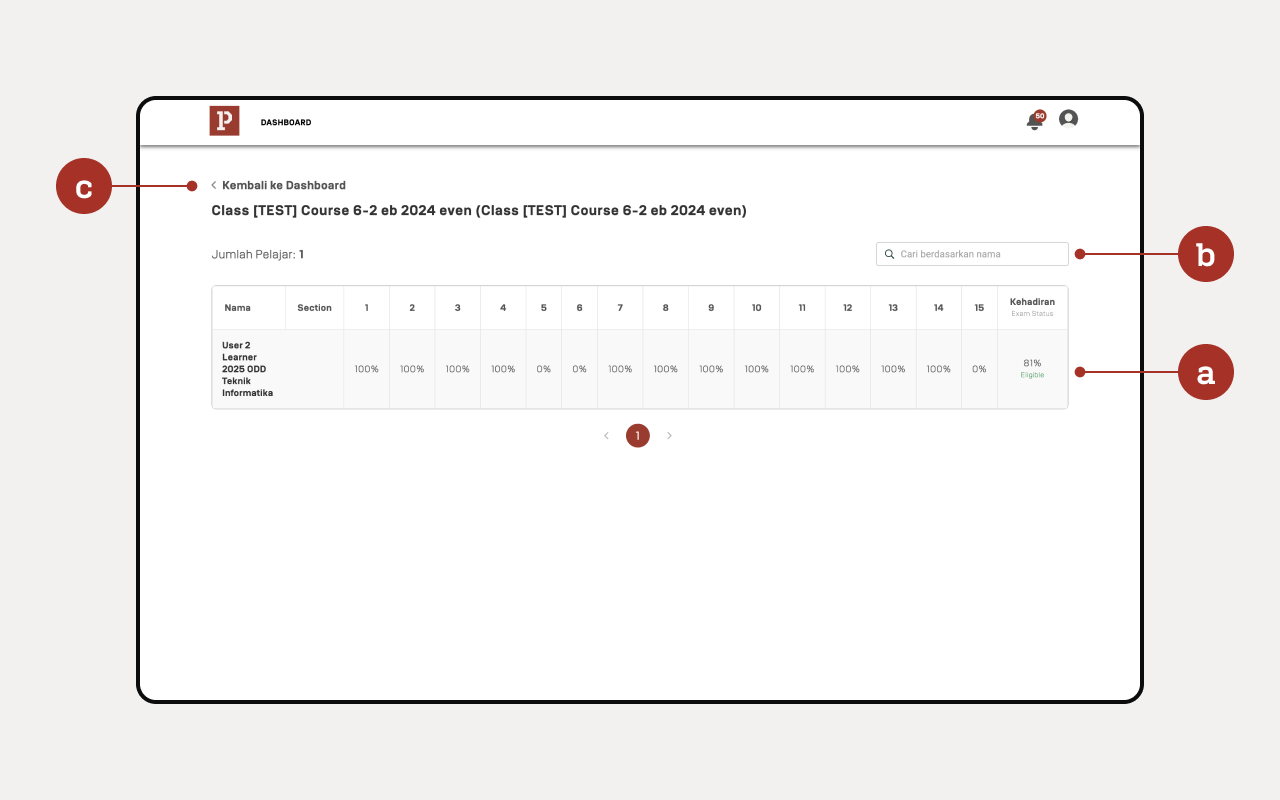 P DASHBOARD 50
c
Kembali ke Dashboard
Class [TEST] Course 6-2 eb 2024 even (Class [TEST] Course 6-2 eb 2024 even)
Jumlah Pelajar: 1
Cari berdasarkan nama
b
Nama Section 1 2 3 4 5 6 7 8 9 10 11 12 13 14 15 Kehadiran
Exam Status
User 2
Learner
2025 ODD
Teknik
Informatika
100% 100% 100% 100% 0% 0% 100% 100% 100% 100% 100% 100% 100% 100% 0% 81%
Eligible
a
1